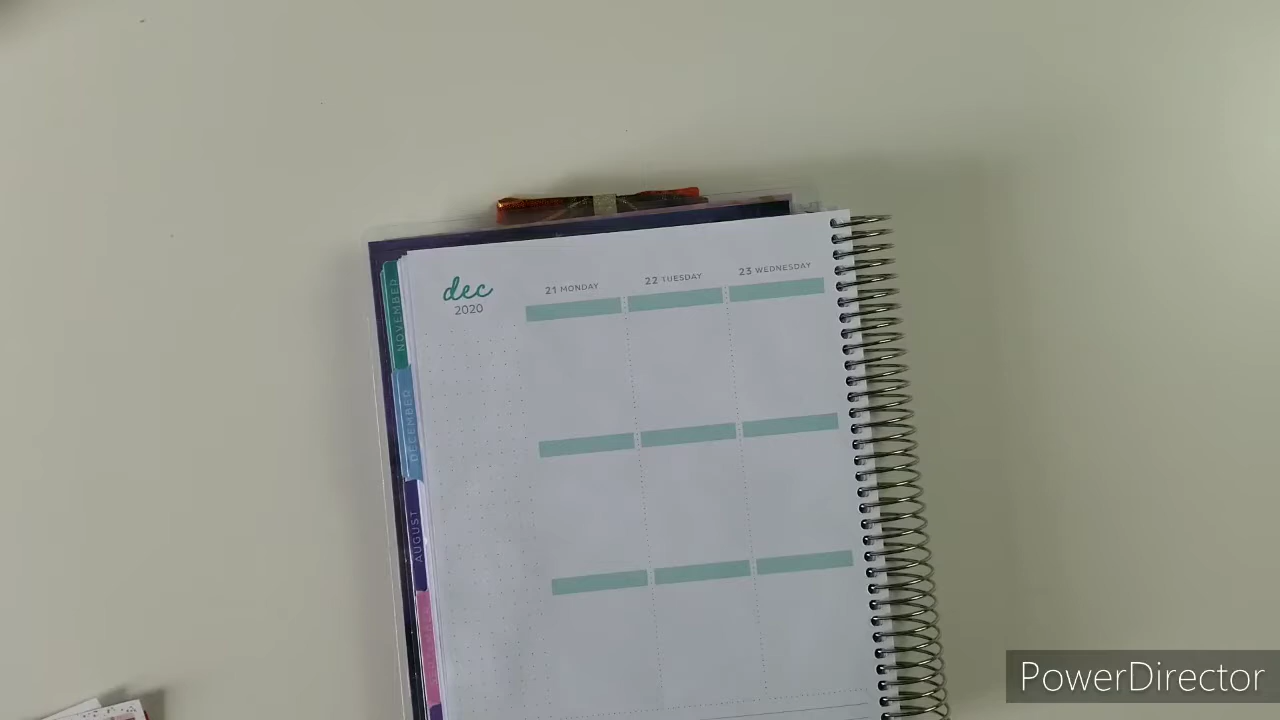 dec
2020
21 MONDAY
22 TUESDAY
23 WEDNESDAY
NOVEMBER
DECEMBER
AUGUST
PowerDirector